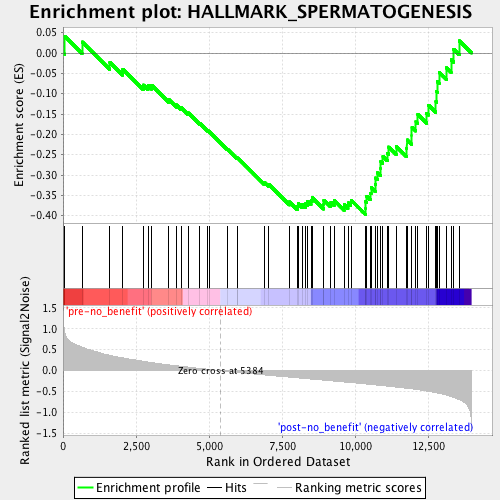 Enrichment plot: HALLMARK_SPERMATOGENESIS
Enrichment score (ES)
0.05
0.00
-0.05
-0.10
-0.15
-0.20
-0.25
-0.30
-0.35
-0.40
Ranked list metric (Signal2Noise)
'pre-no_benefit' (positively correlated)
1.5
1.0
0.5
0.0
-0.5
-1.0
-1.5
Zero cross at 5384
'post-no_benefit' (negatively correlated)
0 2,500 5,000 7,500 10,000 12,500
Rank in Ordered Dataset
Enrichment profile Hits Ranking metric scores